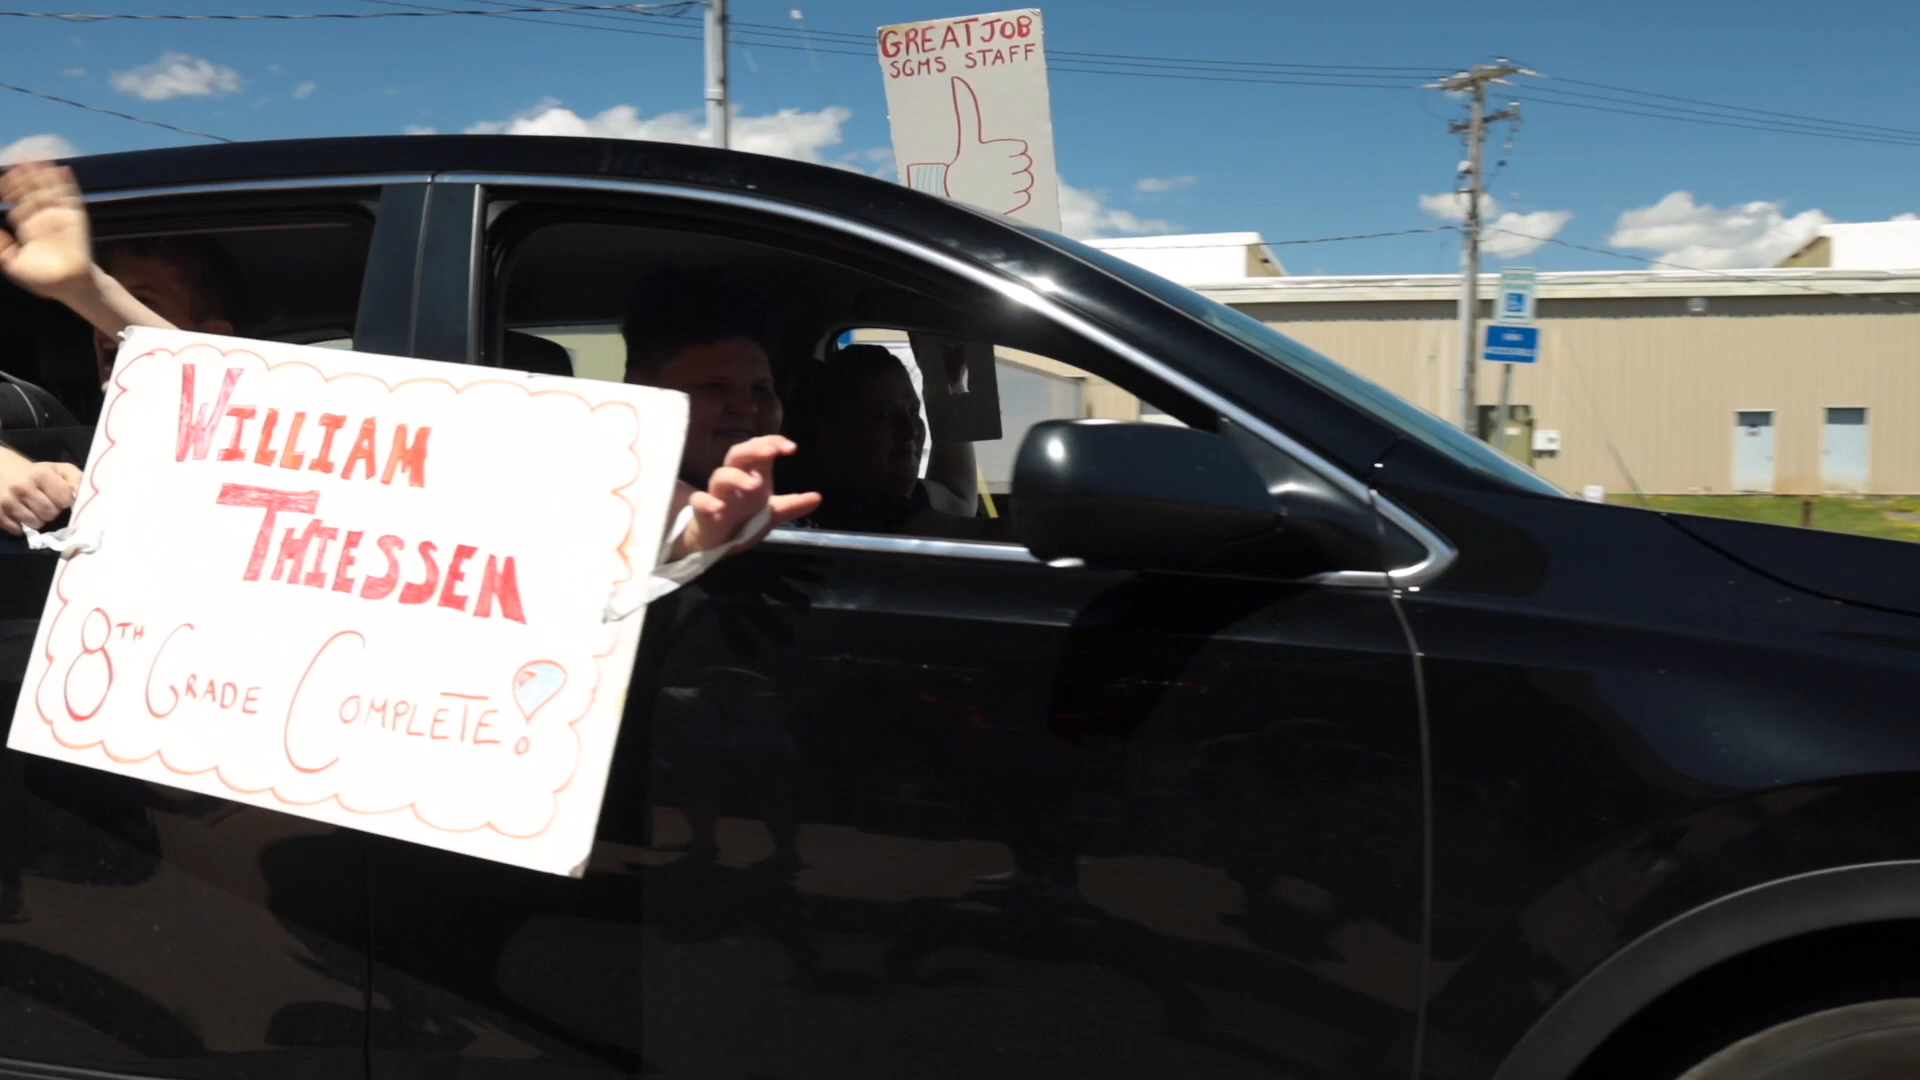 GREAT JOB
SGMS STAFF
WILLIAM
THIESSEN
8TH GRADE COMPLETE!